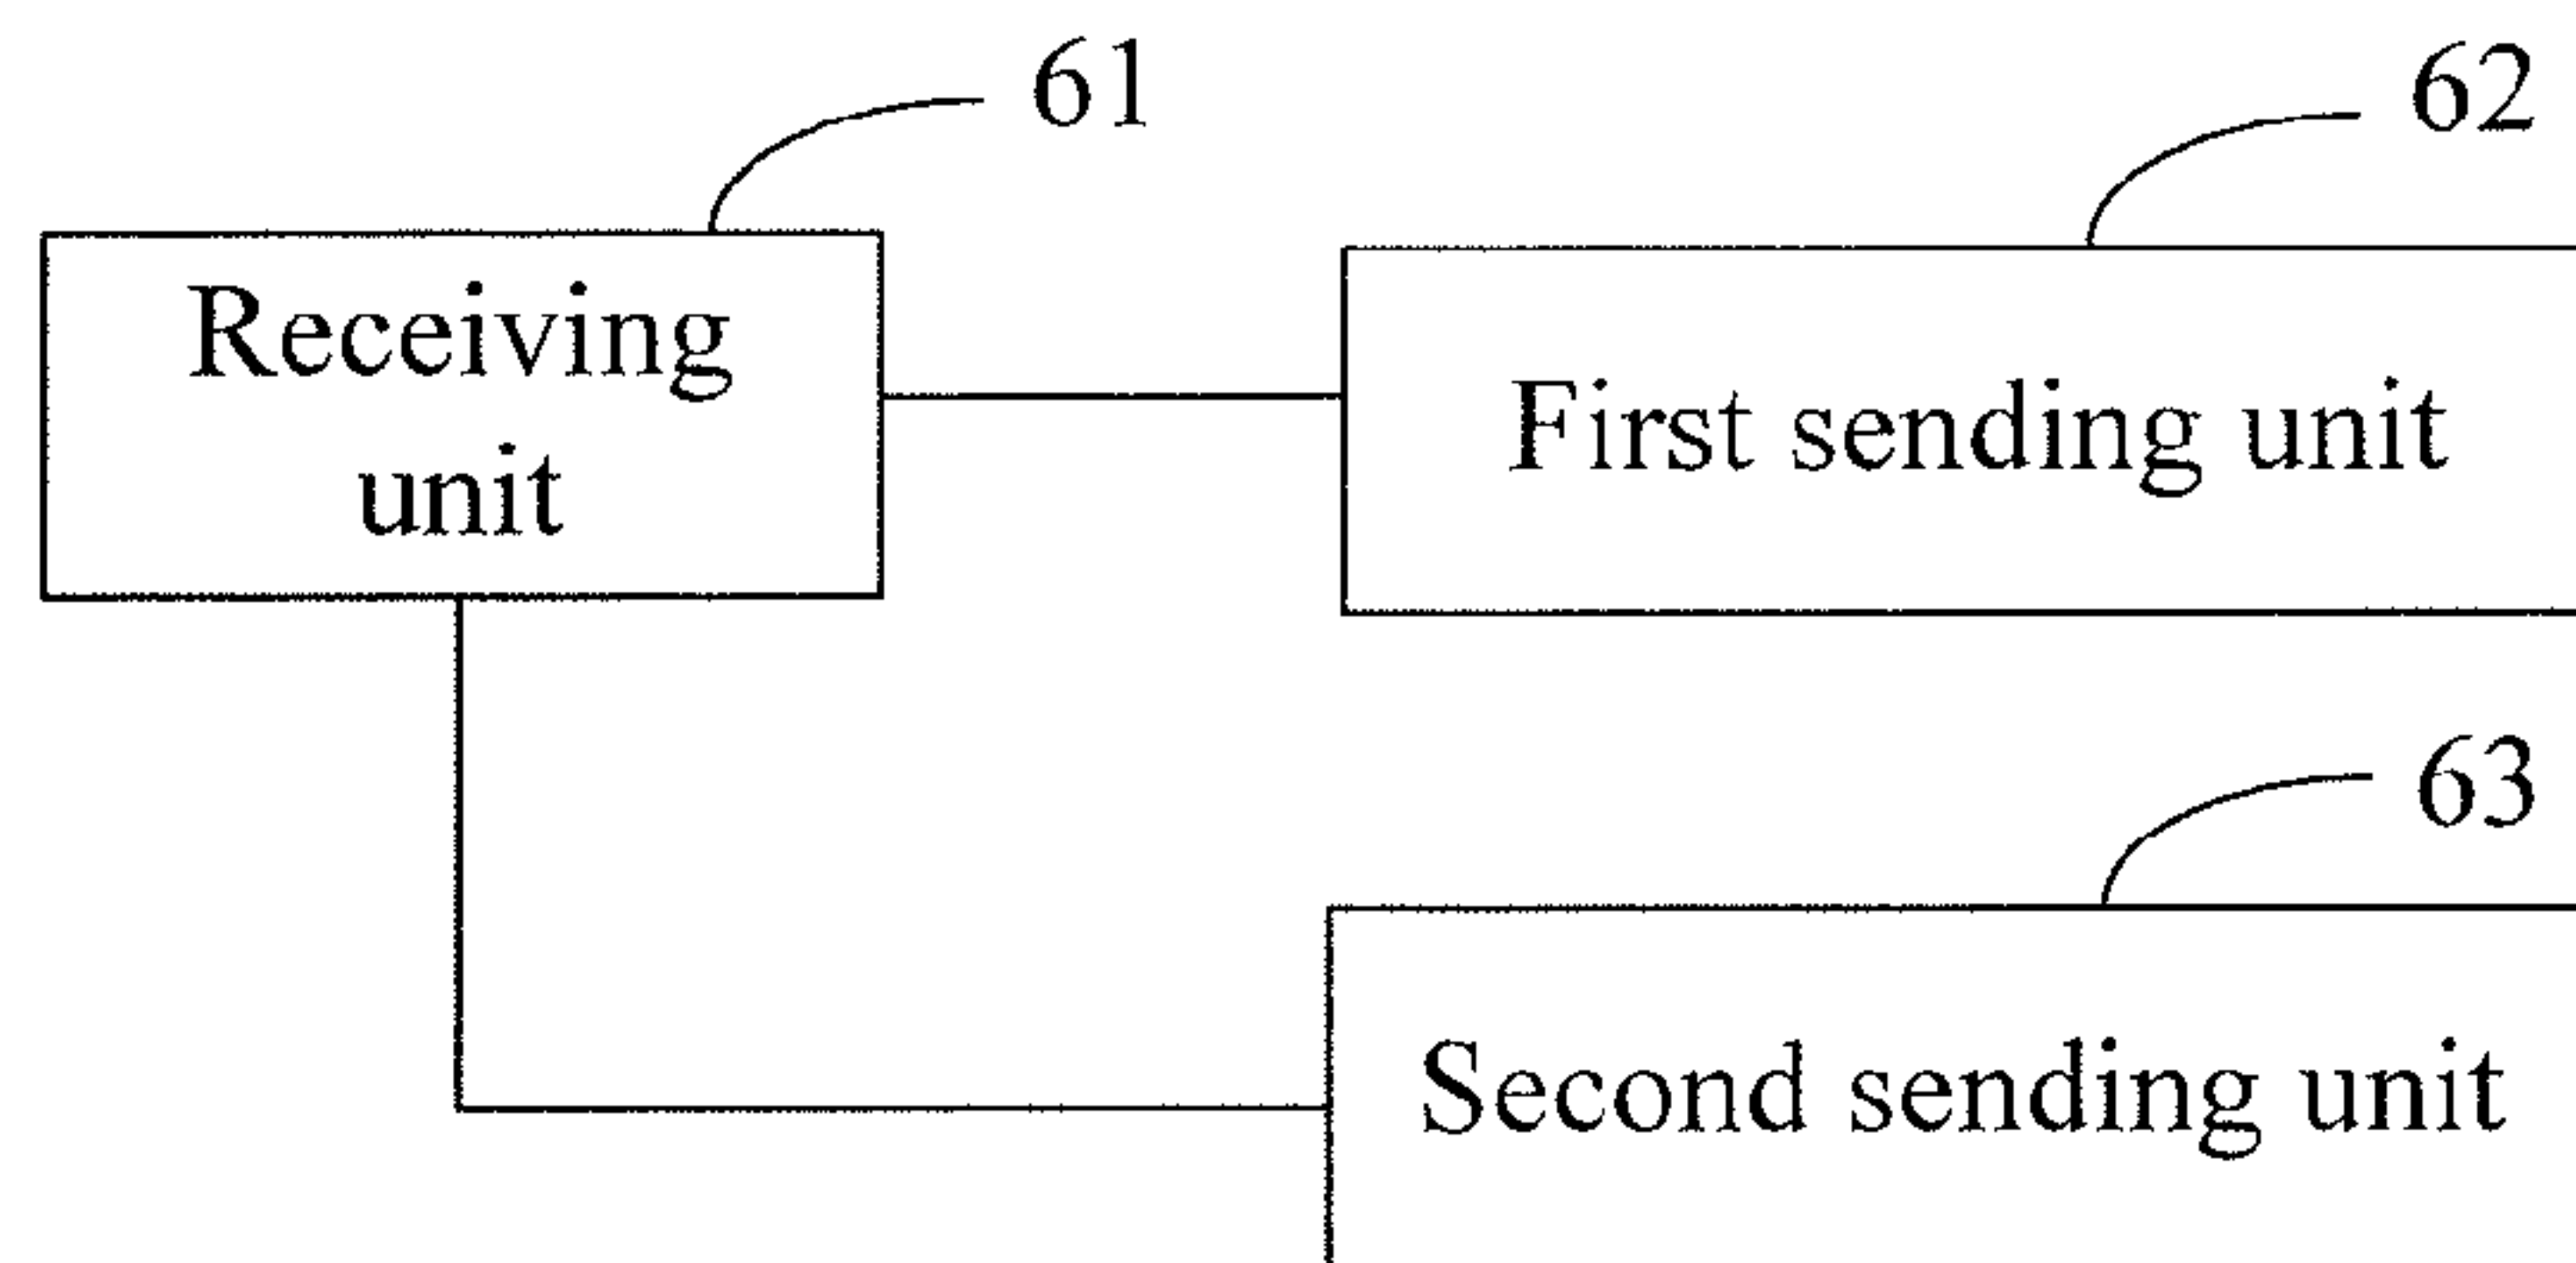 61
62
Receiving
unit
First sending unit
63
Second sending unit